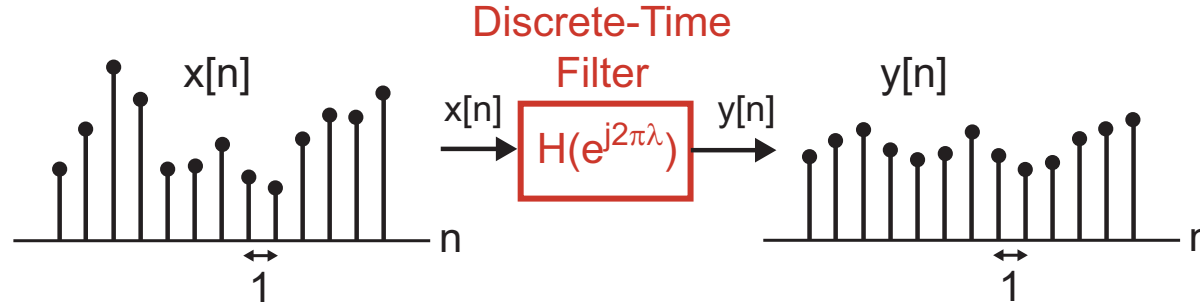 Discrete-Time
Filter
x[n]
x[n]
H(e^{j2πλ})
y[n]
y[n]
n
n
1
1